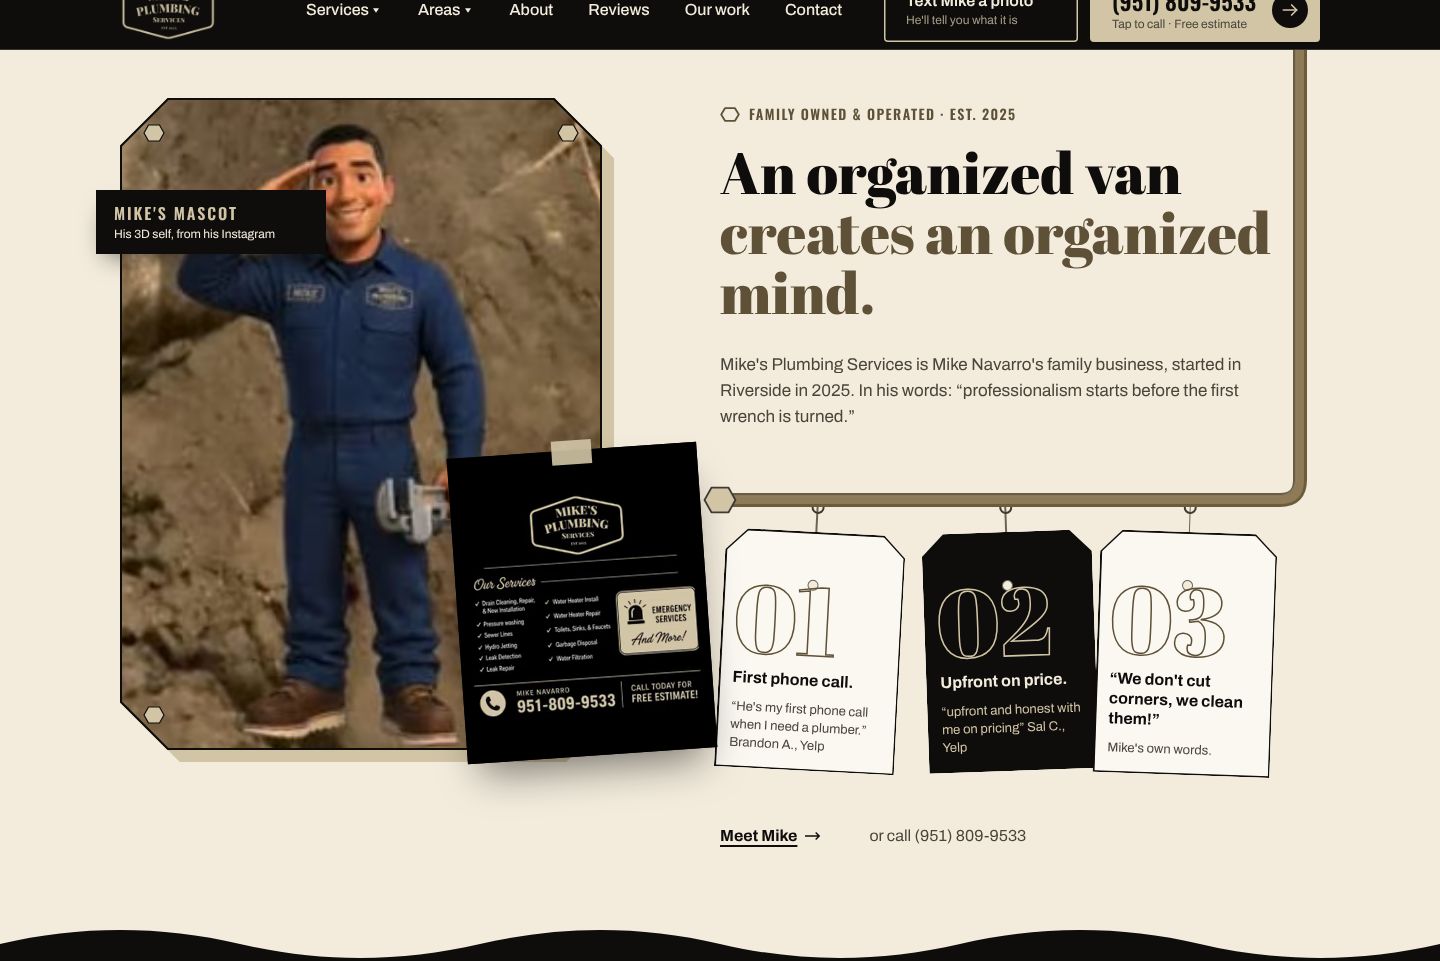 PLUMBING
SERVICES
Services
Areas
About
Reviews
Our work
Contact
Text Mike a photo
He'll tell you what it is
(951) 809-9533
Tap to call · Free estimate
FAMILY OWNED & OPERATED · EST. 2025
An organized van
creates an organized
mind.
MIKE'S MASCOT
His 3D self, from his Instagram
Mike's Plumbing Services is Mike Navarro's family business, started in
Riverside in 2025. In his words: “professionalism starts before the first
wrench is turned.”
MIKE'S
PLUMBING
SERVICES
Our Services
✓ Drain Cleaning, Repair,
& New Installation
✓ Pressure washing
✓ Sewer Lines
✓ Hydro Jetting
✓ Leak Detection
✓ Leak Repair
✓ Water Heater Install
✓ Water Heater Repair
✓ Toilets, Sinks, & Faucets
✓ Garbage Disposal
✓ Water Filtration
EMERGENCY
SERVICES
And More!
MIKE NAVARRO
951-809-9533
CALL TODAY FOR
FREE ESTIMATE!
01
First phone call.
“He's my first phone call
when I need a plumber.”
Brandon A., Yelp
02
Upfront on price.
“upfront and honest with
me on pricing” Sal C.,
Yelp
03
“We don't cut
corners, we clean
them!”
Mike's own words.
Meet Mike →
or call (951) 809-9533